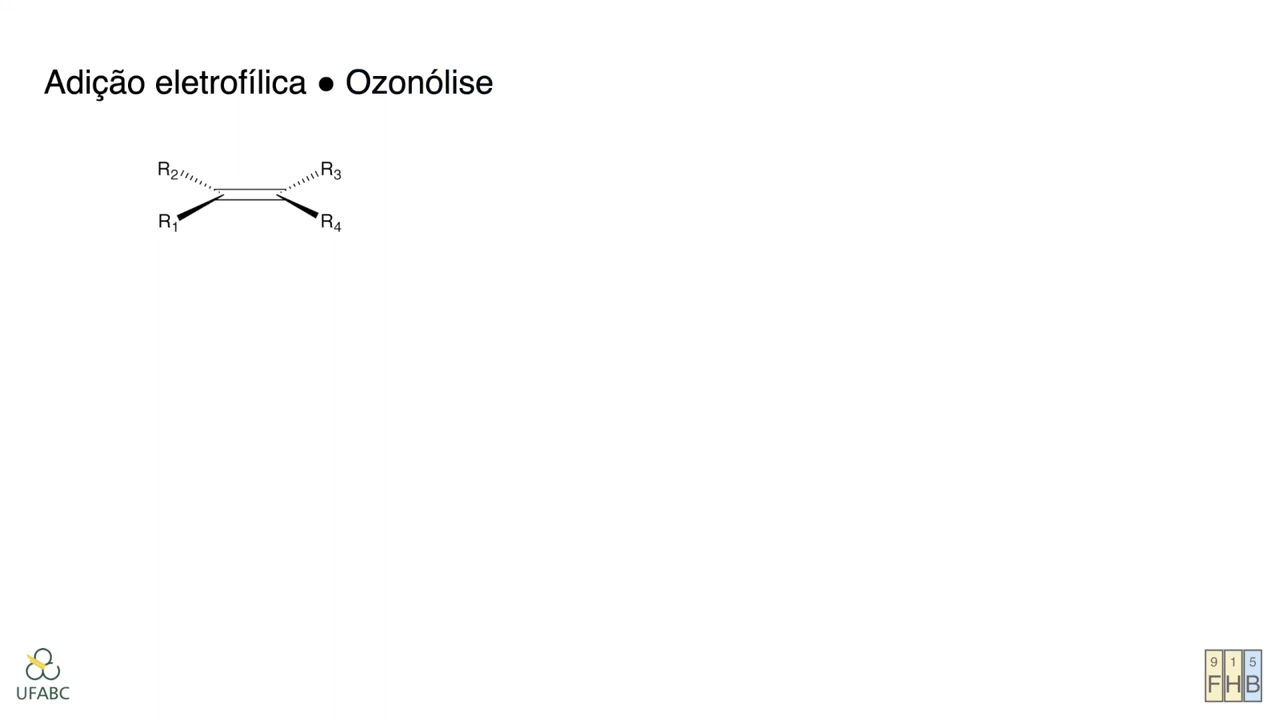 Adição eletrofílica ● Ozonólise
R2 R3
R1 R4
UFABC
9 1 5
F H B